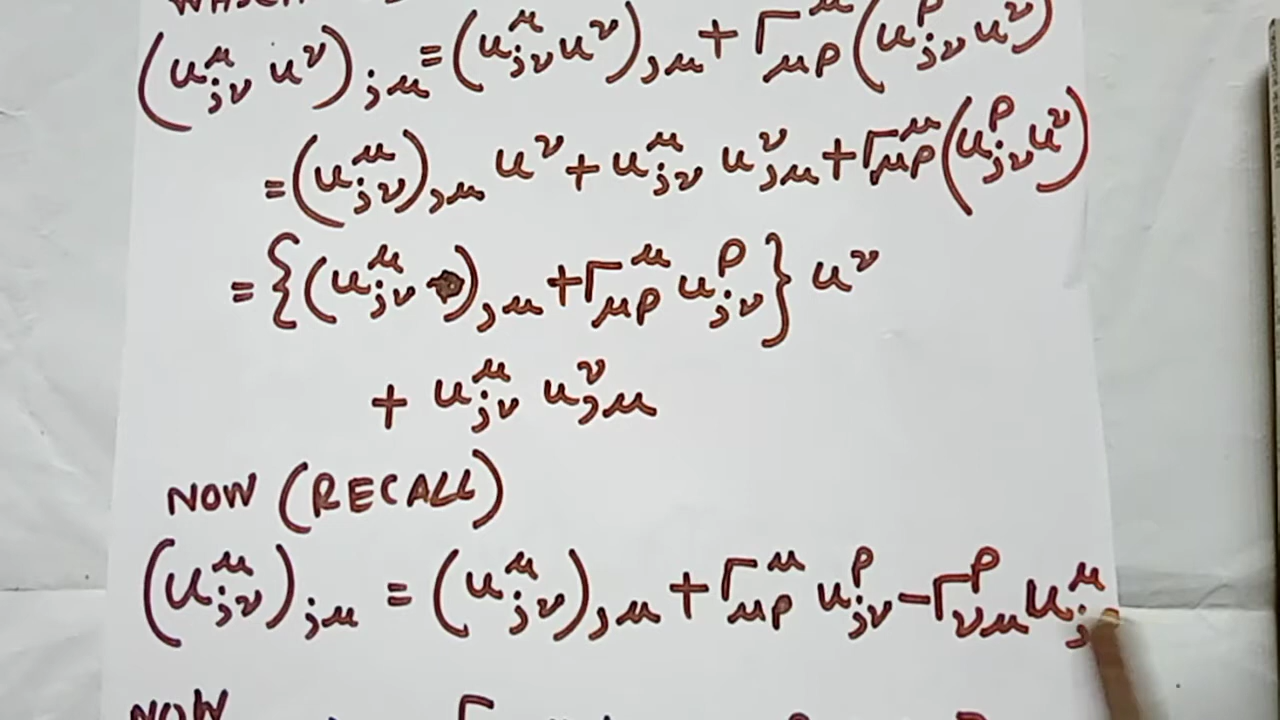 (u^μ_{;ν} u^ν)_{;μ} = (u^μ_{;ν} u^ν)_{,μ} + Γ^μ_{μρ} (u^ρ_{;ν} u^ν)
= (u^μ_{;ν})_{,μ} u^ν + u^μ_{;ν} u^ν_{,μ} + Γ^μ_{μρ} (u^ρ_{;ν} u^ν)
= {(u^μ_{;ν})_{,μ} + Γ^μ_{μρ} u^ρ_{;ν}} u^ν
+ u^μ_{;ν} u^ν_{,μ}
NOW (RECALL)
(u^μ_{;ν})_{;μ} = (u^μ_{;ν})_{,μ} + Γ^μ_{μρ} u^ρ_{;ν} - Γ^ρ_{νμ} u^μ_;
NOW